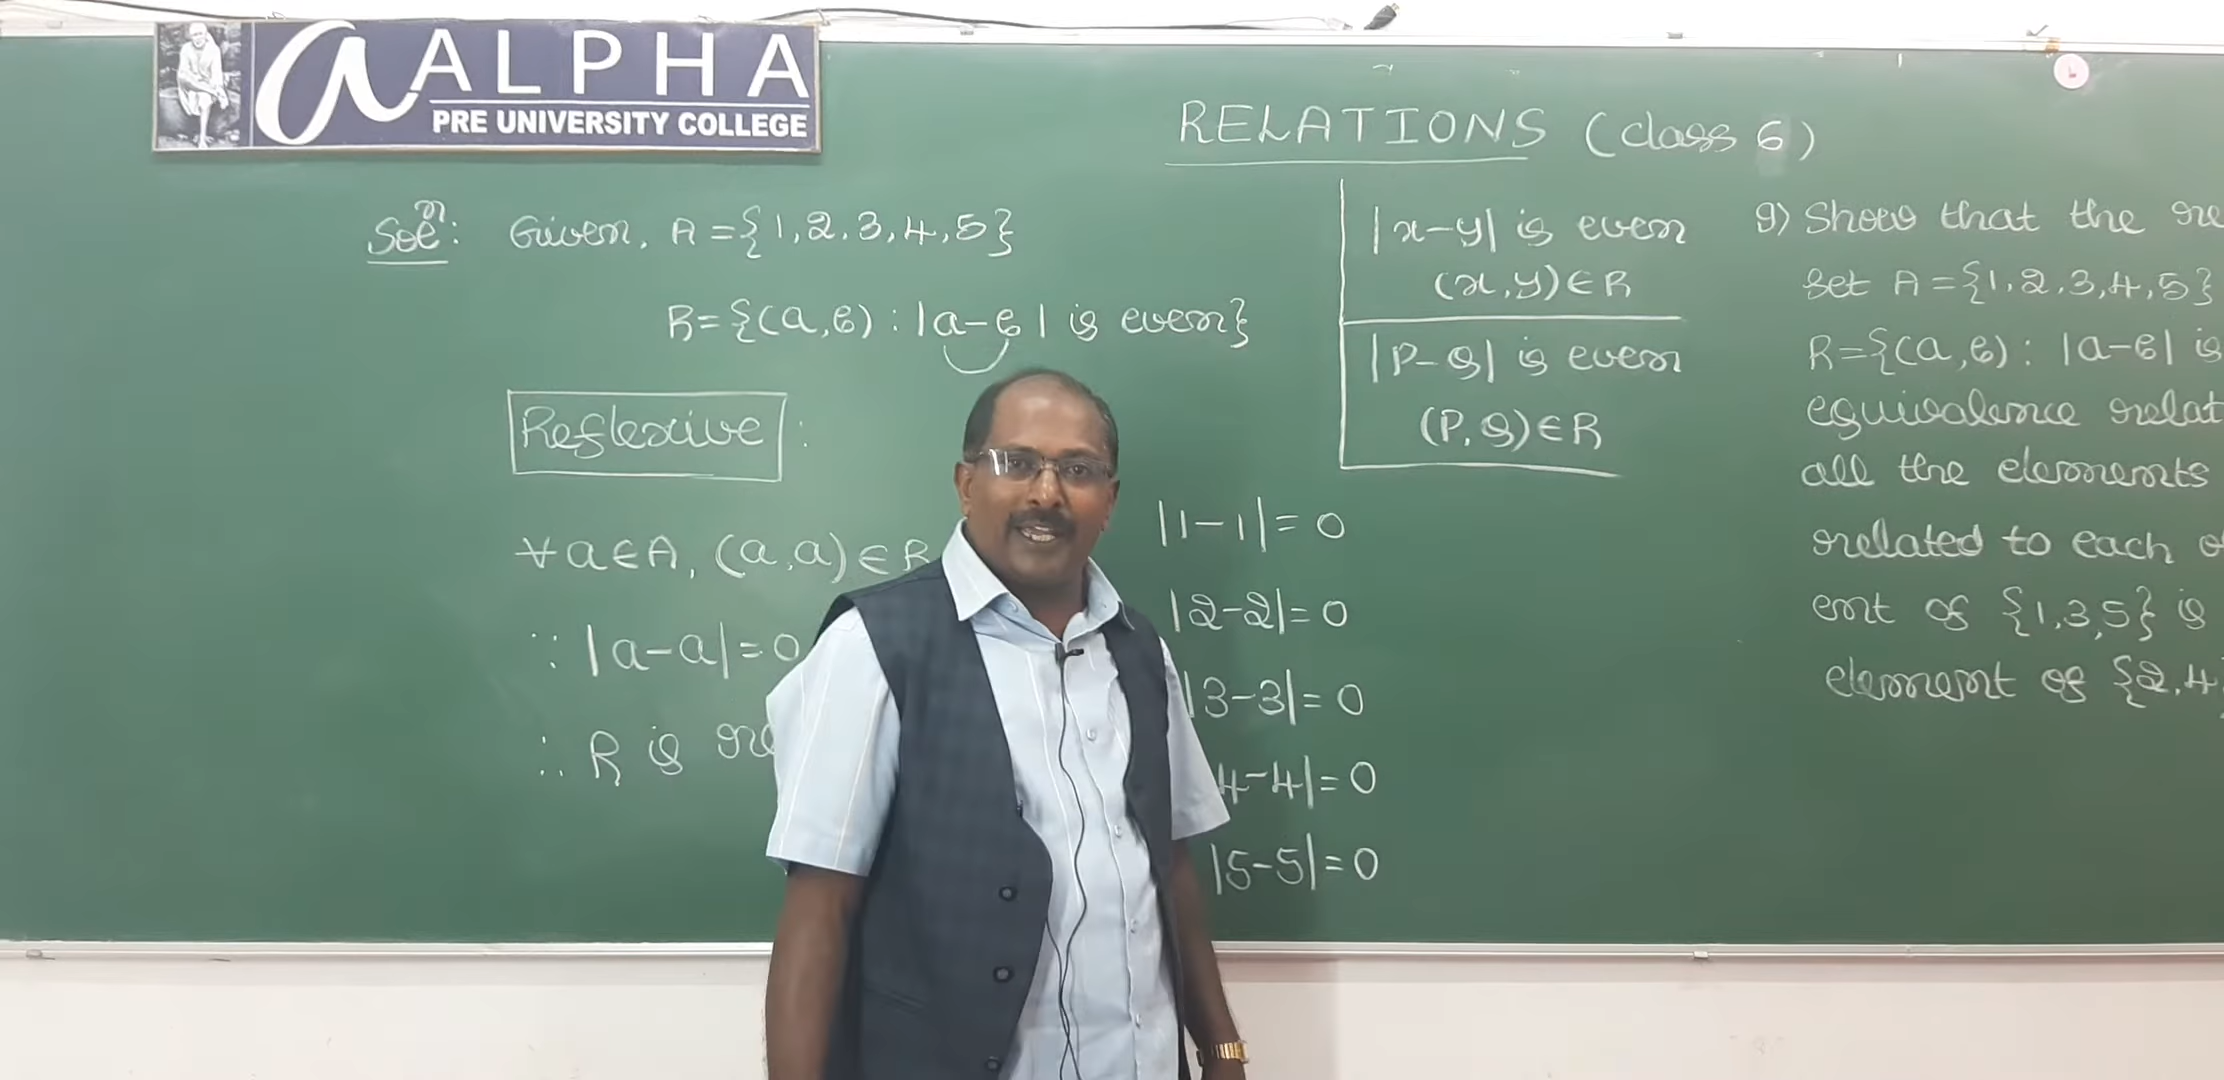 ALPHA
PRE UNIVERSITY COLLEGE
RELATIONS (class 6)
Solⁿ: Given, A = {1, 2, 3, 4, 5}
R = {(a, b) : |a - b| is even}
Reflexive :
∀ a ∈ A, (a, a) ∈ R
∵ |a - a| = 0
∴ R is
|1 - 1| = 0
|2 - 2| = 0
|3 - 3| = 0
4 - 4| = 0
|5 - 5| = 0
|x - y| is even
(x, y) ∈ R
|P - Q| is even
(P, Q) ∈ R
9) Show that the
set A = {1, 2, 3, 4, 5}
R = {(a, b) : |a - b| is
equivalence
all the elements
related to each
ent of {1, 3, 5} is
element of {2, 4